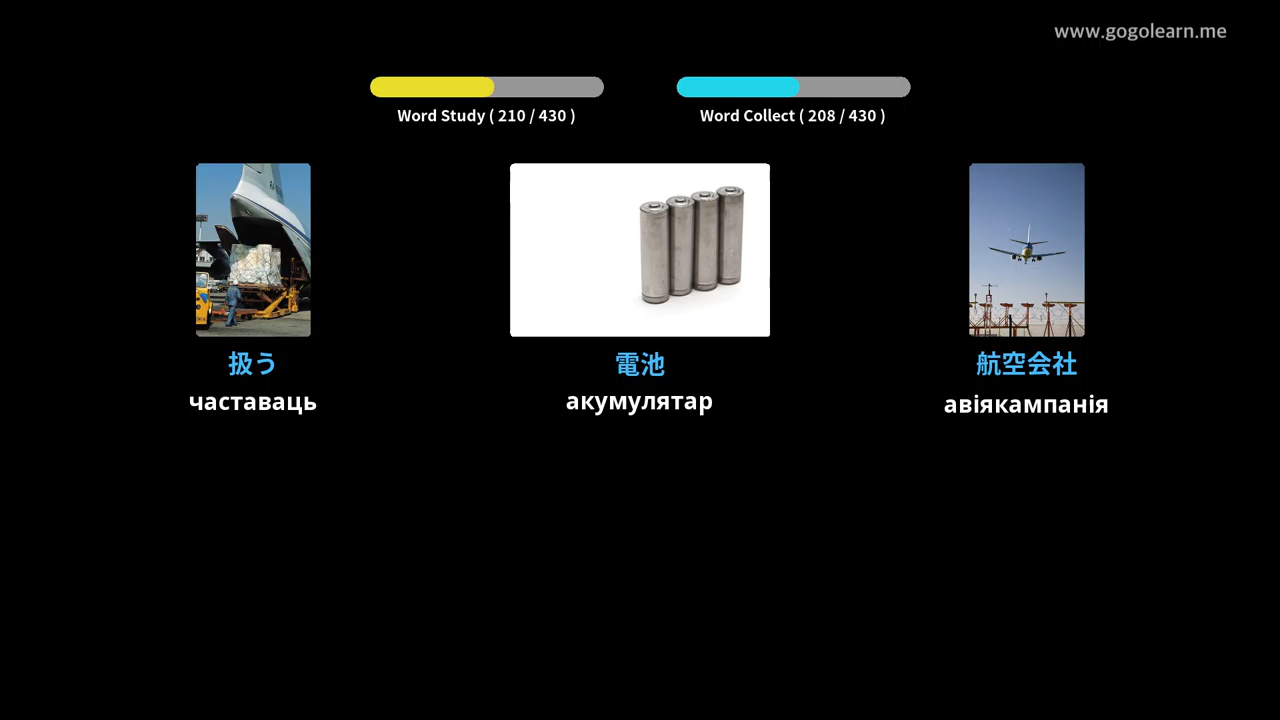 www.gogolearn.me
Word Study ( 210 / 430 )
Word Collect ( 208 / 430 )
扱う
電池
航空会社
частаваць
акумулятар
авіякампанія